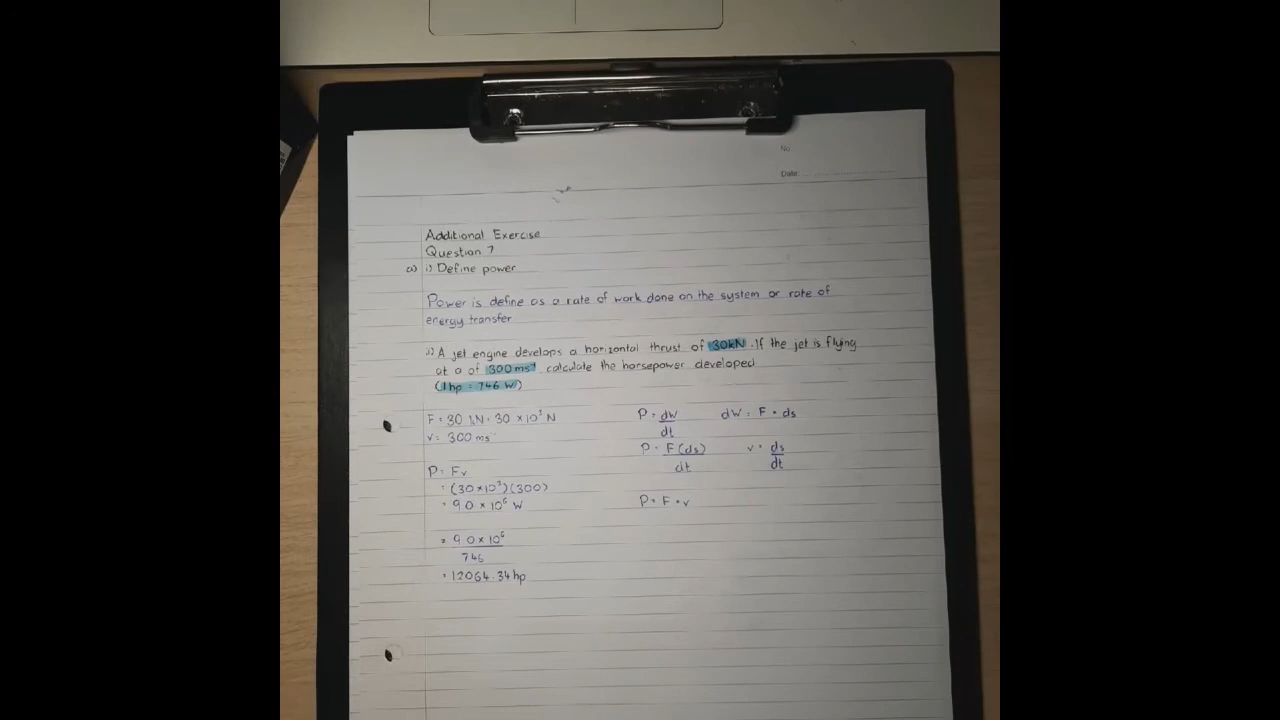 No
Date:
Additional Exercise
Question 7
a) i) Define power
Power is define as a rate of work done on the system or rate of
energy transfer
ii) A jet engine develops a horizontal thrust of 30kN. If the jet is flying
at a of 300 ms⁻¹ calculate the horsepower developed
(1 hp = 746 W)
F = 30 kN = 30 × 10³ N
v = 300 ms⁻¹
P = Fv
= (30 × 10³)(300)
= 9.0 × 10⁶ W
= 9.0 × 10⁶
746
= 12064.34 hp
P = dW
dt
dW = F • ds
P = F (ds)
dt
v = ds
dt
P = F • v